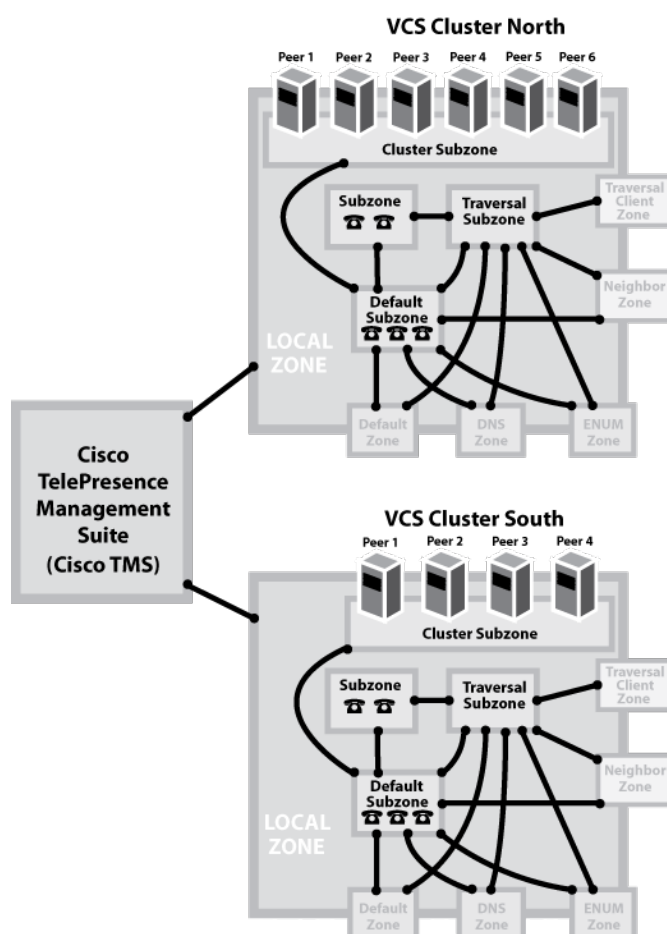 VCS Cluster North
Peer 1 Peer 2 Peer 3 Peer 4 Peer 5 Peer 6
Cluster Subzone
Subzone
Traversal
Subzone
Traversal
Client
Zone
Default
Subzone
Neighbor
Zone
LOCAL
ZONE
Default
Zone
DNS
Zone
ENUM
Zone
Cisco
TelePresence
Management
Suite
(Cisco TMS)
VCS Cluster South
Peer 1 Peer 2 Peer 3 Peer 4
Cluster Subzone
Subzone
Traversal
Subzone
Traversal
Client
Zone
Default
Subzone
Neighbor
Zone
LOCAL
ZONE
Default
Zone
DNS
Zone
ENUM
Zone